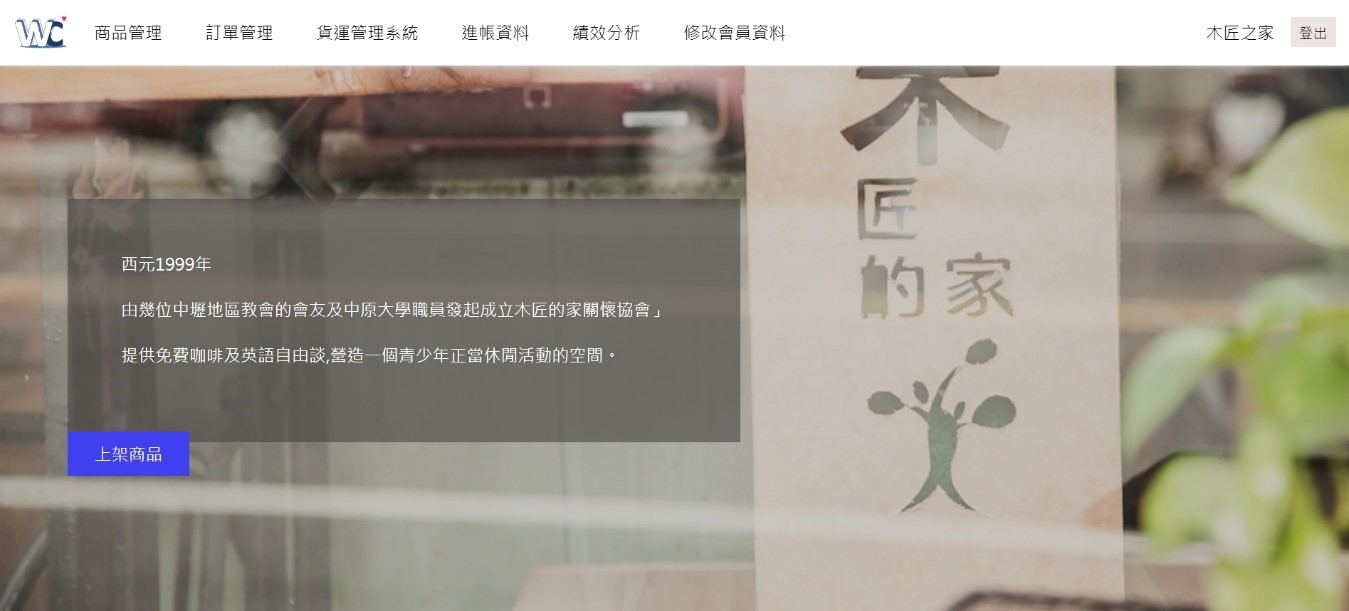 WC
商品管理
訂單管理
貨運管理系統
進帳資料
績效分析
修改會員資料
木匠之家
登出
木
匠
的家
西元1999年
由幾位中壢地區教會的會友及中原大學職員發起成立木匠的家關懷協會」
提供免費咖啡及英語自由談,營造一個青少年正當休閒活動的空間。
上架商品